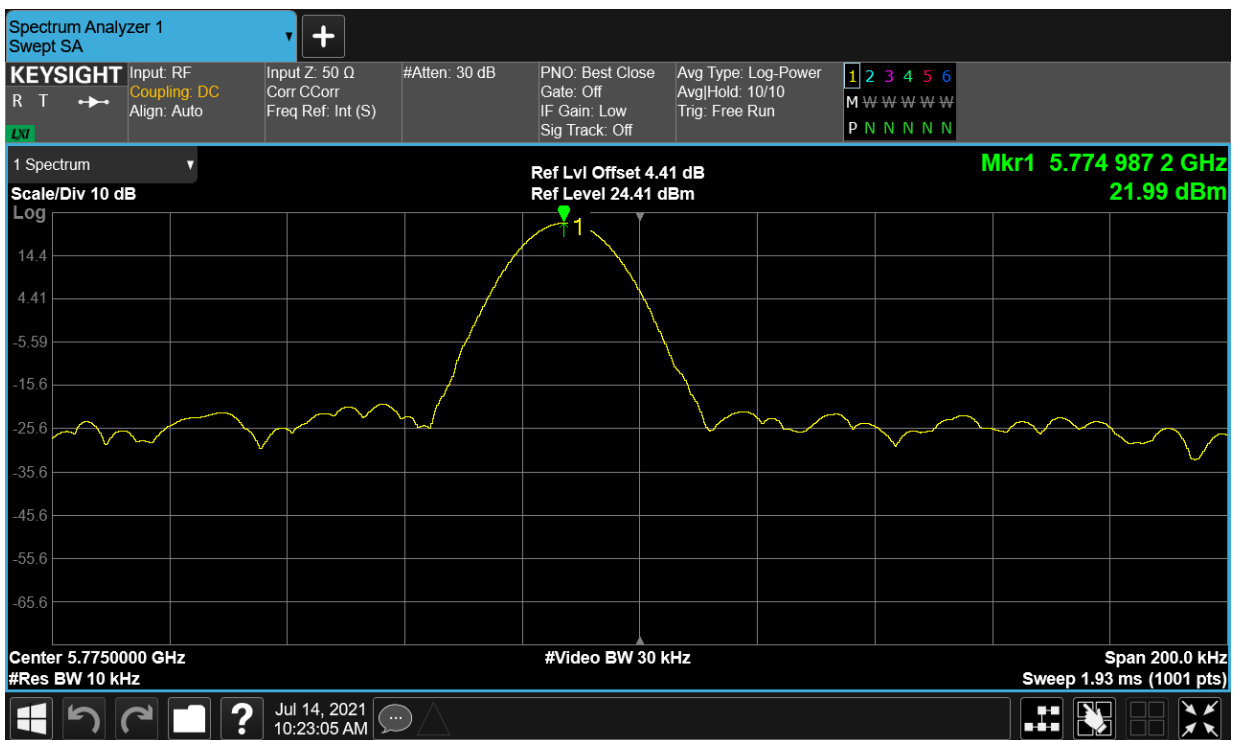 Spectrum Analyzer 1
Swept SA
KEYSIGHT
R T
LXI
Input: RF
Coupling: DC
Align: Auto
Input Z: 50 Ω
Corr CCorr
Freq Ref: Int (S)
#Atten: 30 dB
PNO: Best Close
Gate: Off
IF Gain: Low
Sig Track: Off
Avg Type: Log-Power
Avg|Hold: 10/10
Trig: Free Run
1 2 3 4 5 6
M W W W W W
P N N N N N
1 Spectrum
Scale/Div 10 dB
Log
Ref Lvl Offset 4.41 dB
Ref Level 24.41 dBm
Mkr1 5.774 987 2 GHz
21.99 dBm
1
14.4
4.41
-5.59
-15.6
-25.6
-35.6
-45.6
-55.6
-65.6
Center 5.7750000 GHz
#Res BW 10 kHz
#Video BW 30 kHz
Span 200.0 kHz
Sweep 1.93 ms (1001 pts)
?
Jul 14, 2021
10:23:05 AM